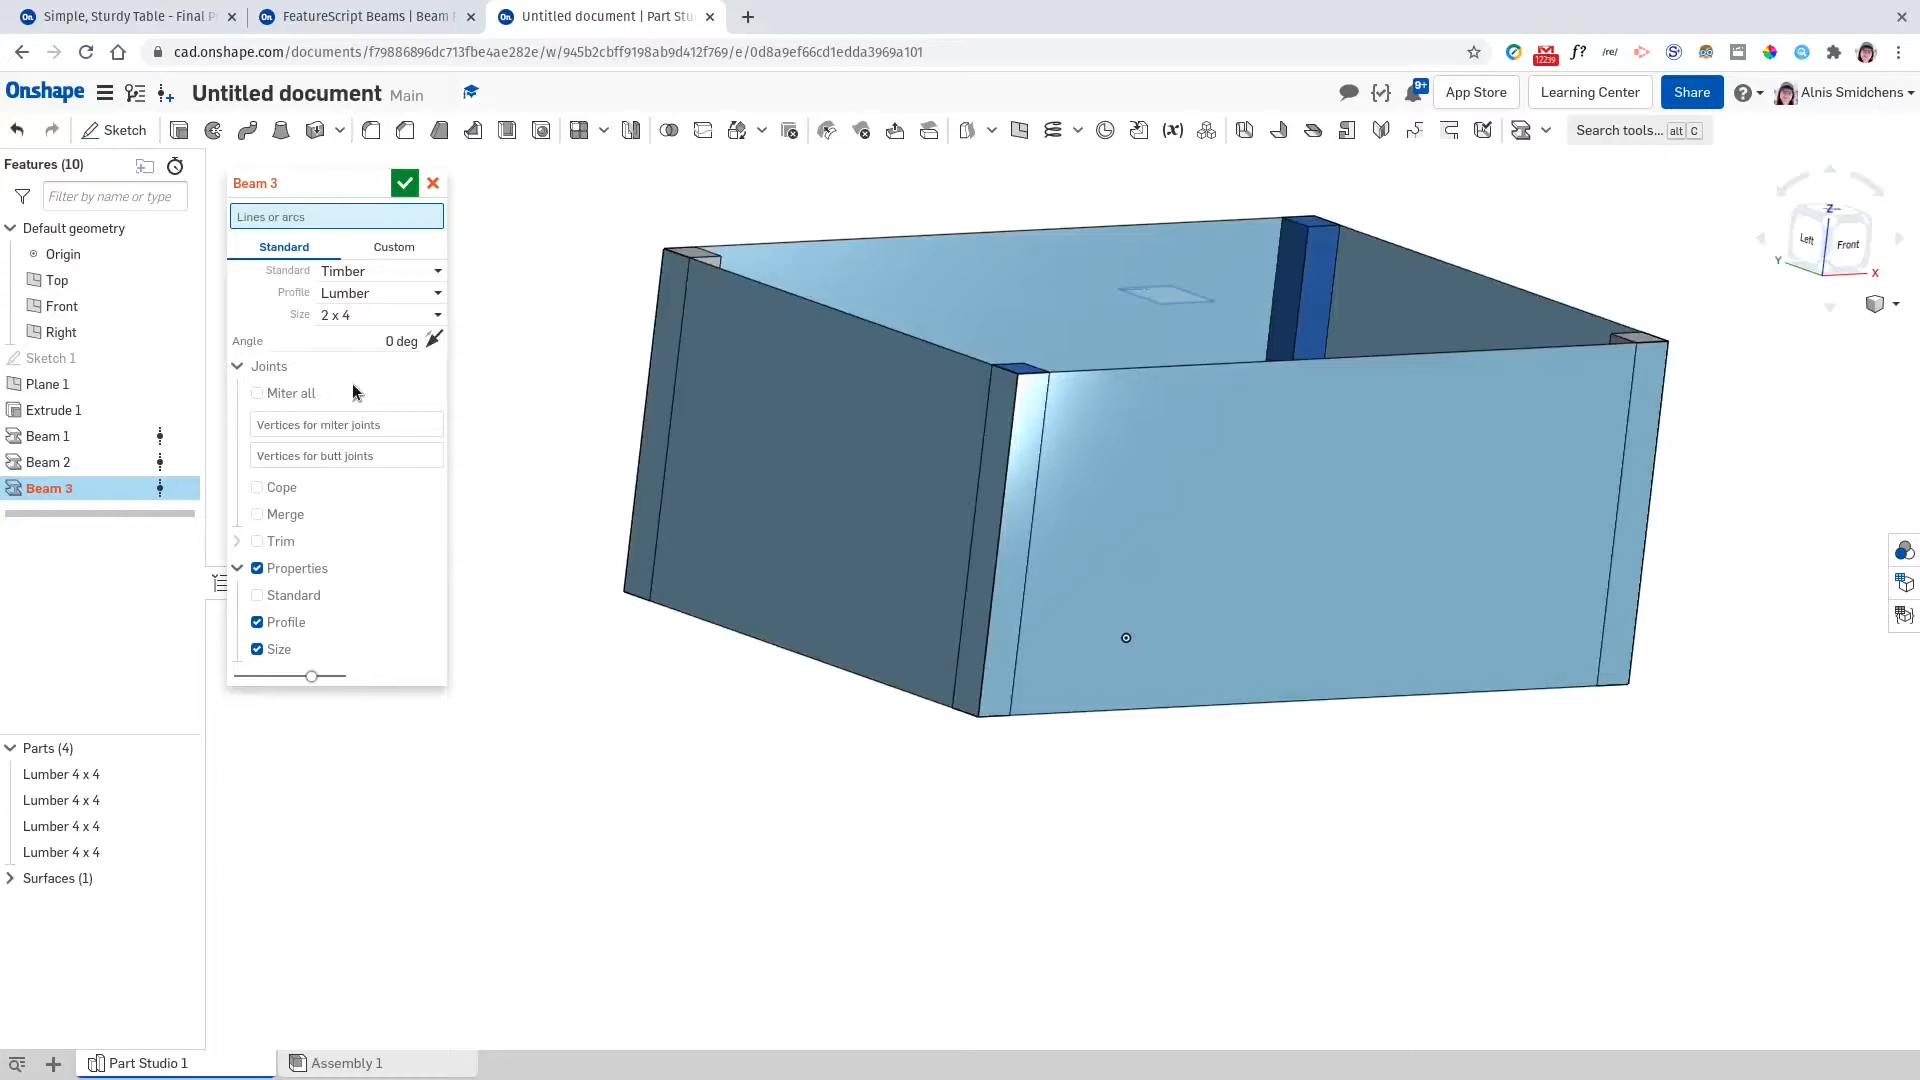 Simple, Sturdy Table - Final P
FeatureScript Beams | Beam F
Untitled document | Part Stu
cad.onshape.com/documents/f79886896dc713fbe4ae282e/w/945b2cbff9198ab9d412f769/e/0d8a9ef66cd1edda3969a101
12239
f?
/re/
Onshape
Untitled document Main
9+
App Store
Learning Center
Share
Alnis Smidchens
Sketch
(x)
Search tools... alt C
Features (10)
Filter by name or type
Default geometry
Origin
Top
Front
Right
Sketch 1
Plane 1
Extrude 1
Beam 1
Beam 2
Beam 3
Parts (4)
Lumber 4 x 4
Lumber 4 x 4
Lumber 4 x 4
Lumber 4 x 4
Surfaces (1)
Beam 3
Lines or arcs
Standard Custom
Standard Timber
Profile Lumber
Size 2 x 4
Angle 0 deg
Joints
Miter all
Vertices for miter joints
Vertices for butt joints
Cope
Merge
Trim
Properties
Standard
Profile
Size
Z
Left Front
Y
X
Part Studio 1
Assembly 1